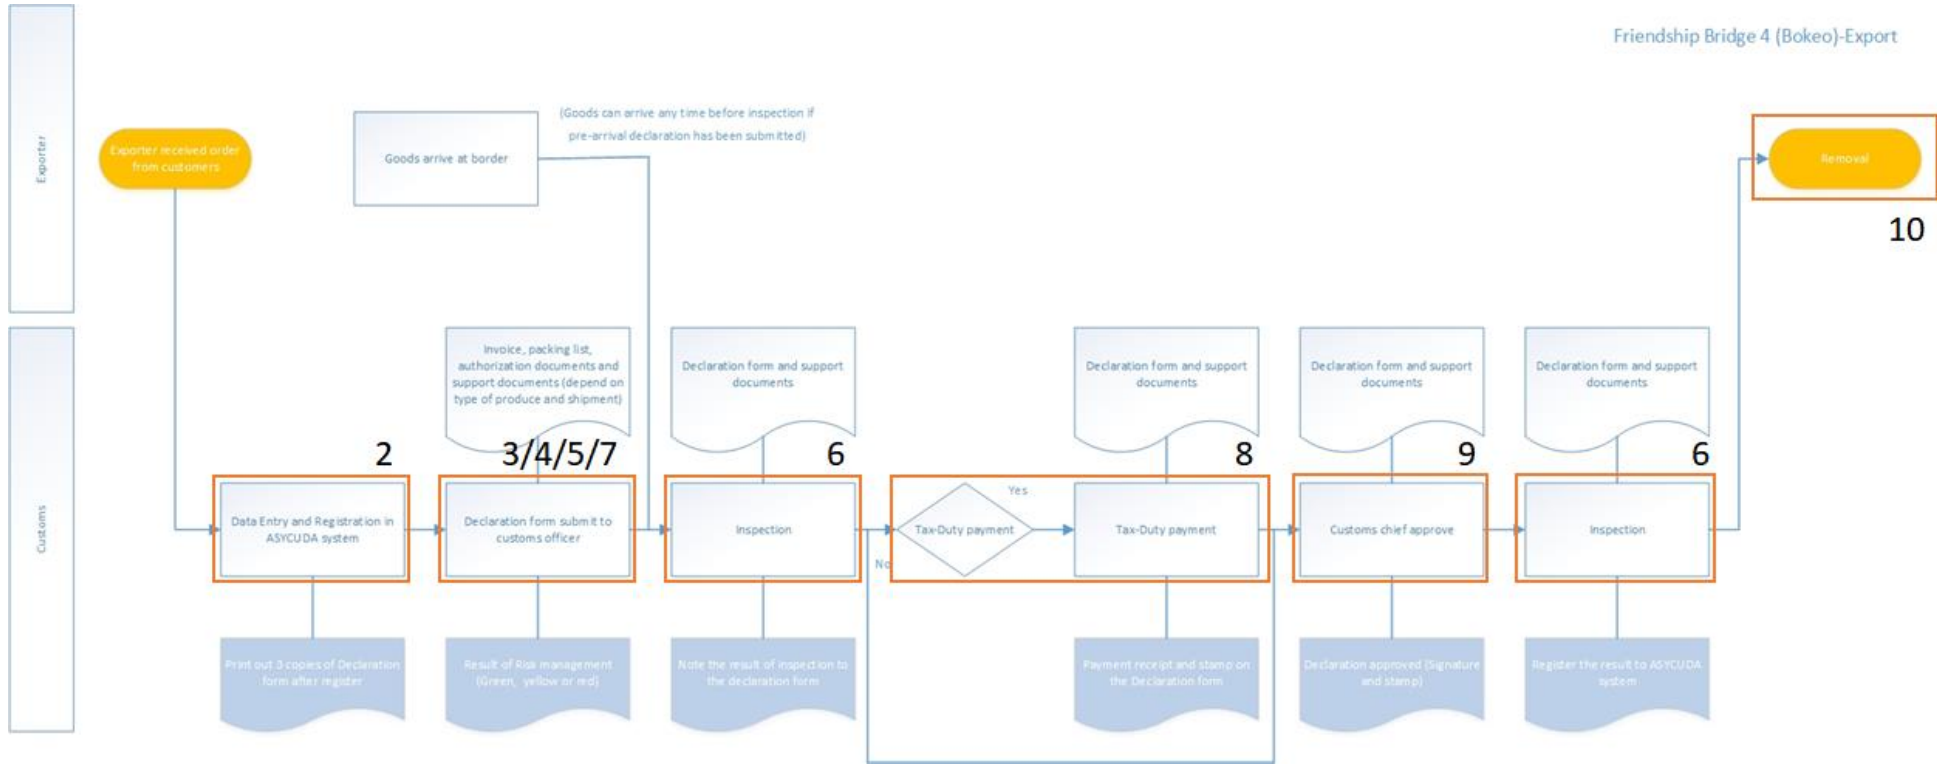 Friendship Bridge 4 (Bokeo)-Export
Exporter
Exporter received order
from customers
Goods arrive at border
(Goods can arrive any time before inspection if
pre-arrival declaration has been submitted)
Removal
10
Customs
Invoice, packing list,
authorization documents and
support documents (depend on
type of produce and shipment)
Declaration form and support
documents
Declaration form and support
documents
Declaration form and support
documents
Declaration form and support
documents
2
3/4/5/7
6
8
9
6
Data Entry and Registration in
ASYCUDA system
Declaration form submit to
customs officer
Inspection
Tax-Duty payment
Yes
No
Tax-Duty payment
Customs chief approve
Inspection
Print out 3 copies of Declaration
form after register
Result of Risk management
(Green, yellow or red)
Note the result of inspection to
the declaration form
Payment receipt and stamp on
the Declaration form
Declaration approved (Signature
and stamp)
Register the result to ASYCUDA
system